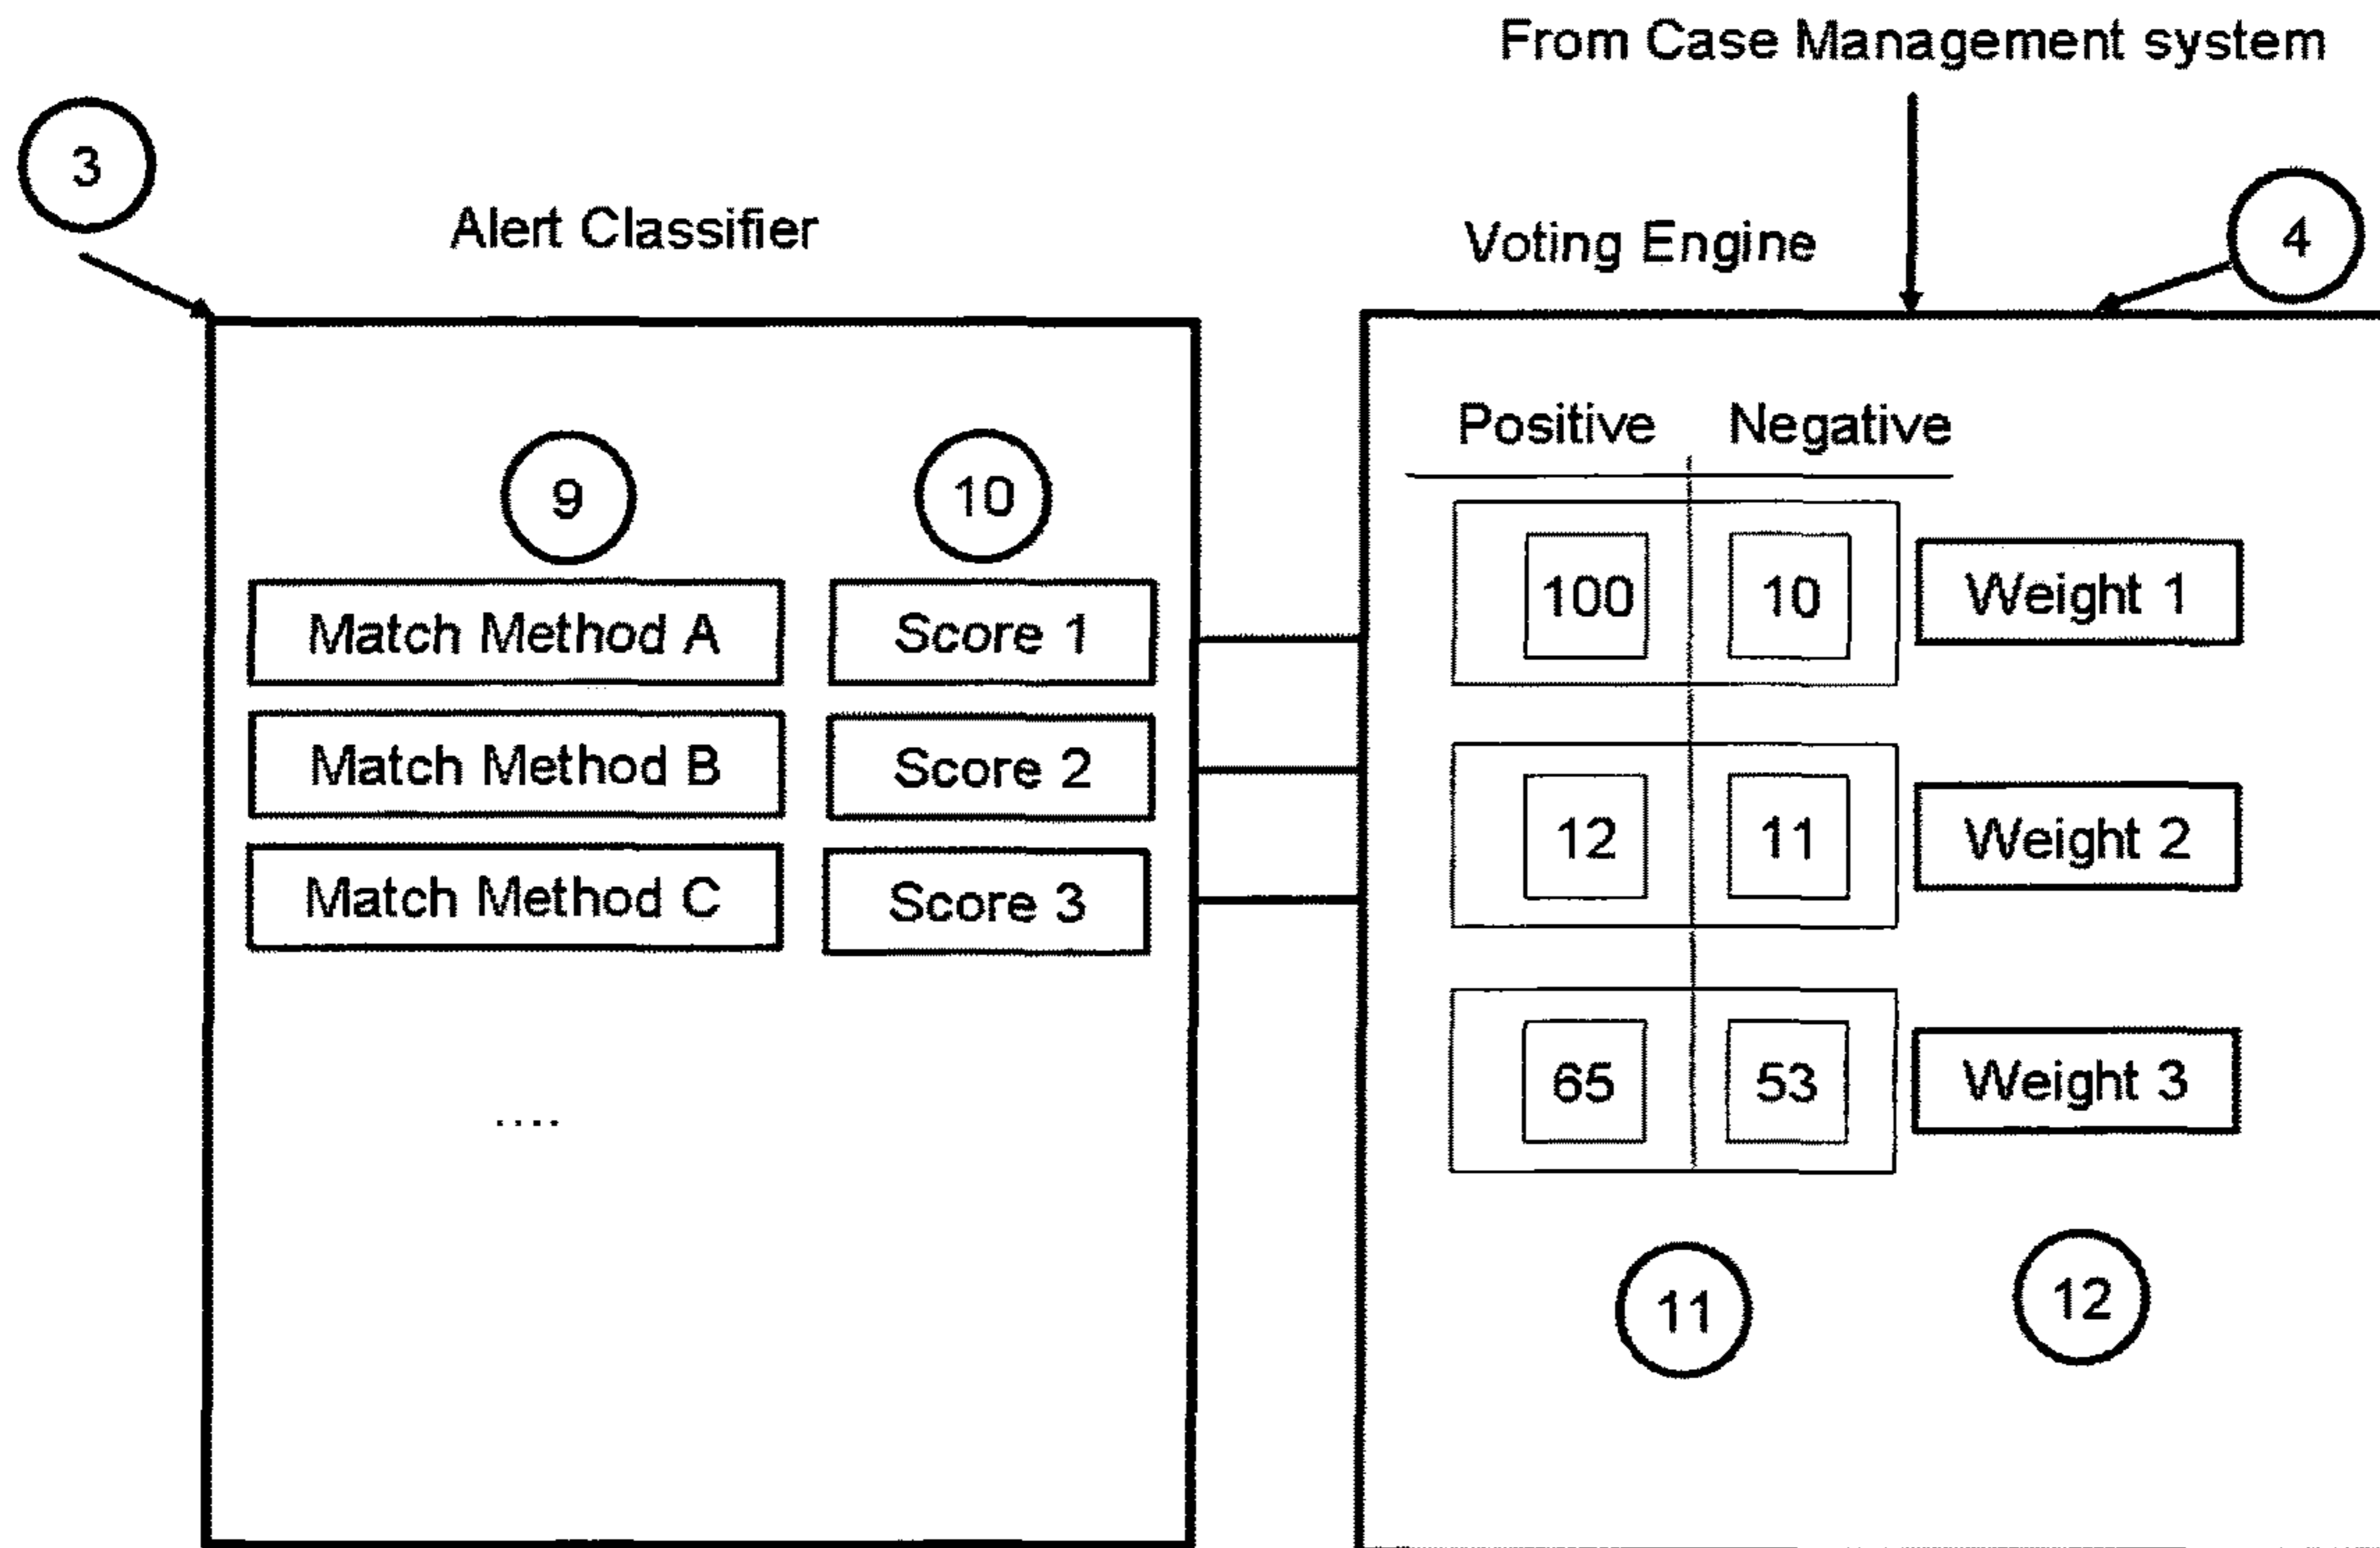 From Case Management system
3
4
Alert Classifier
Voting Engine
Positive Negative
9 10
100 10 Weight 1
Match Method A Score 1
Match Method B Score 2
12 11 Weight 2
Match Method C Score 3
65 53 Weight 3
....
11 12